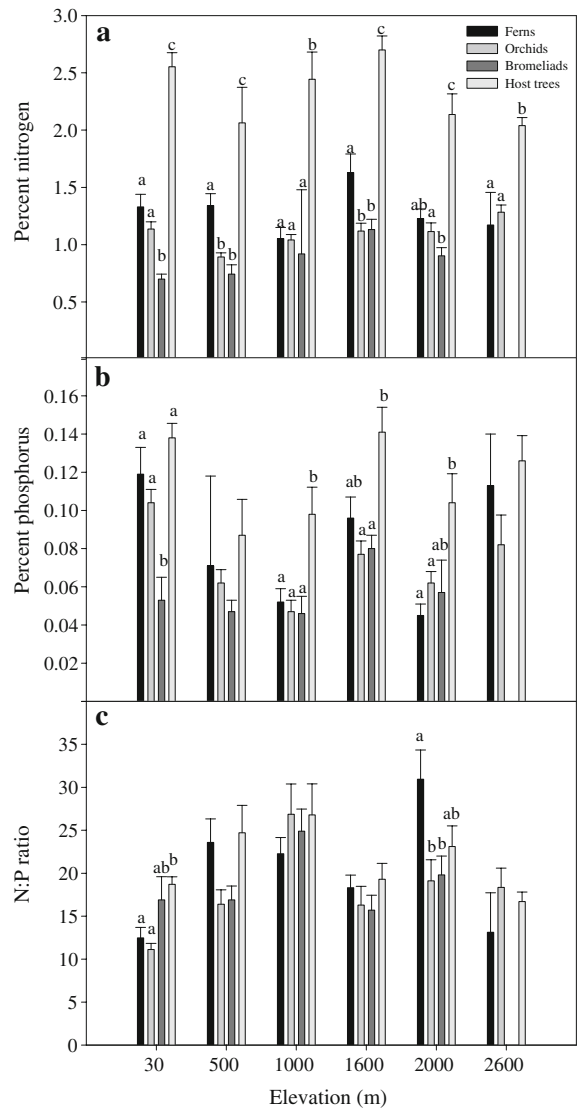 a
Ferns
Orchids
Bromeliads
Host trees
Percent nitrogen
3.0
2.5
2.0
1.5
1.0
0.5
a a b c
a b b c
a a a b
a b b c
ab a b c
a a b
b
Percent phosphorus
0.16
0.14
0.12
0.10
0.08
0.06
0.04
0.02
a a b a
a a a b
ab a a b
a a ab b
c
N:P ratio
35
30
25
20
15
10
5
0
a a ab b
a b b ab
30 500 1000 1600 2000 2600
Elevation (m)